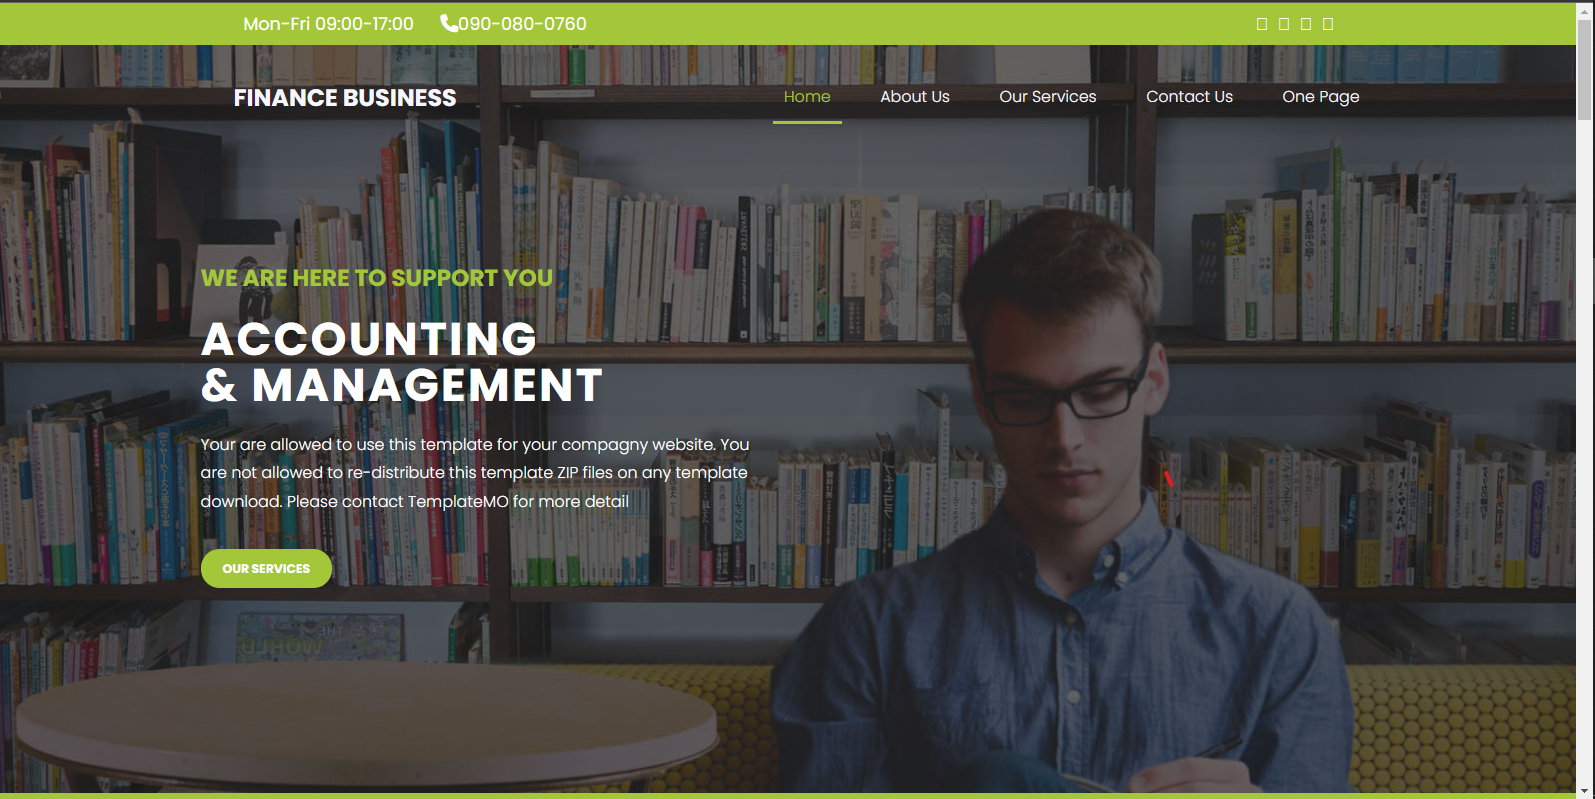 Mon-Fri 09:00-17:00 090-080-0760
FINANCE BUSINESS
Home About Us Our Services Contact Us One Page
WE ARE HERE TO SUPPORT YOU
ACCOUNTING
& MANAGEMENT
Your are allowed to use this template for your compagny website. You
are not allowed to re-distribute this template ZIP files on any template
download. Please contact TemplateMO for more detail
OUR SERVICES
TRAVELLERS
THE
WORLD